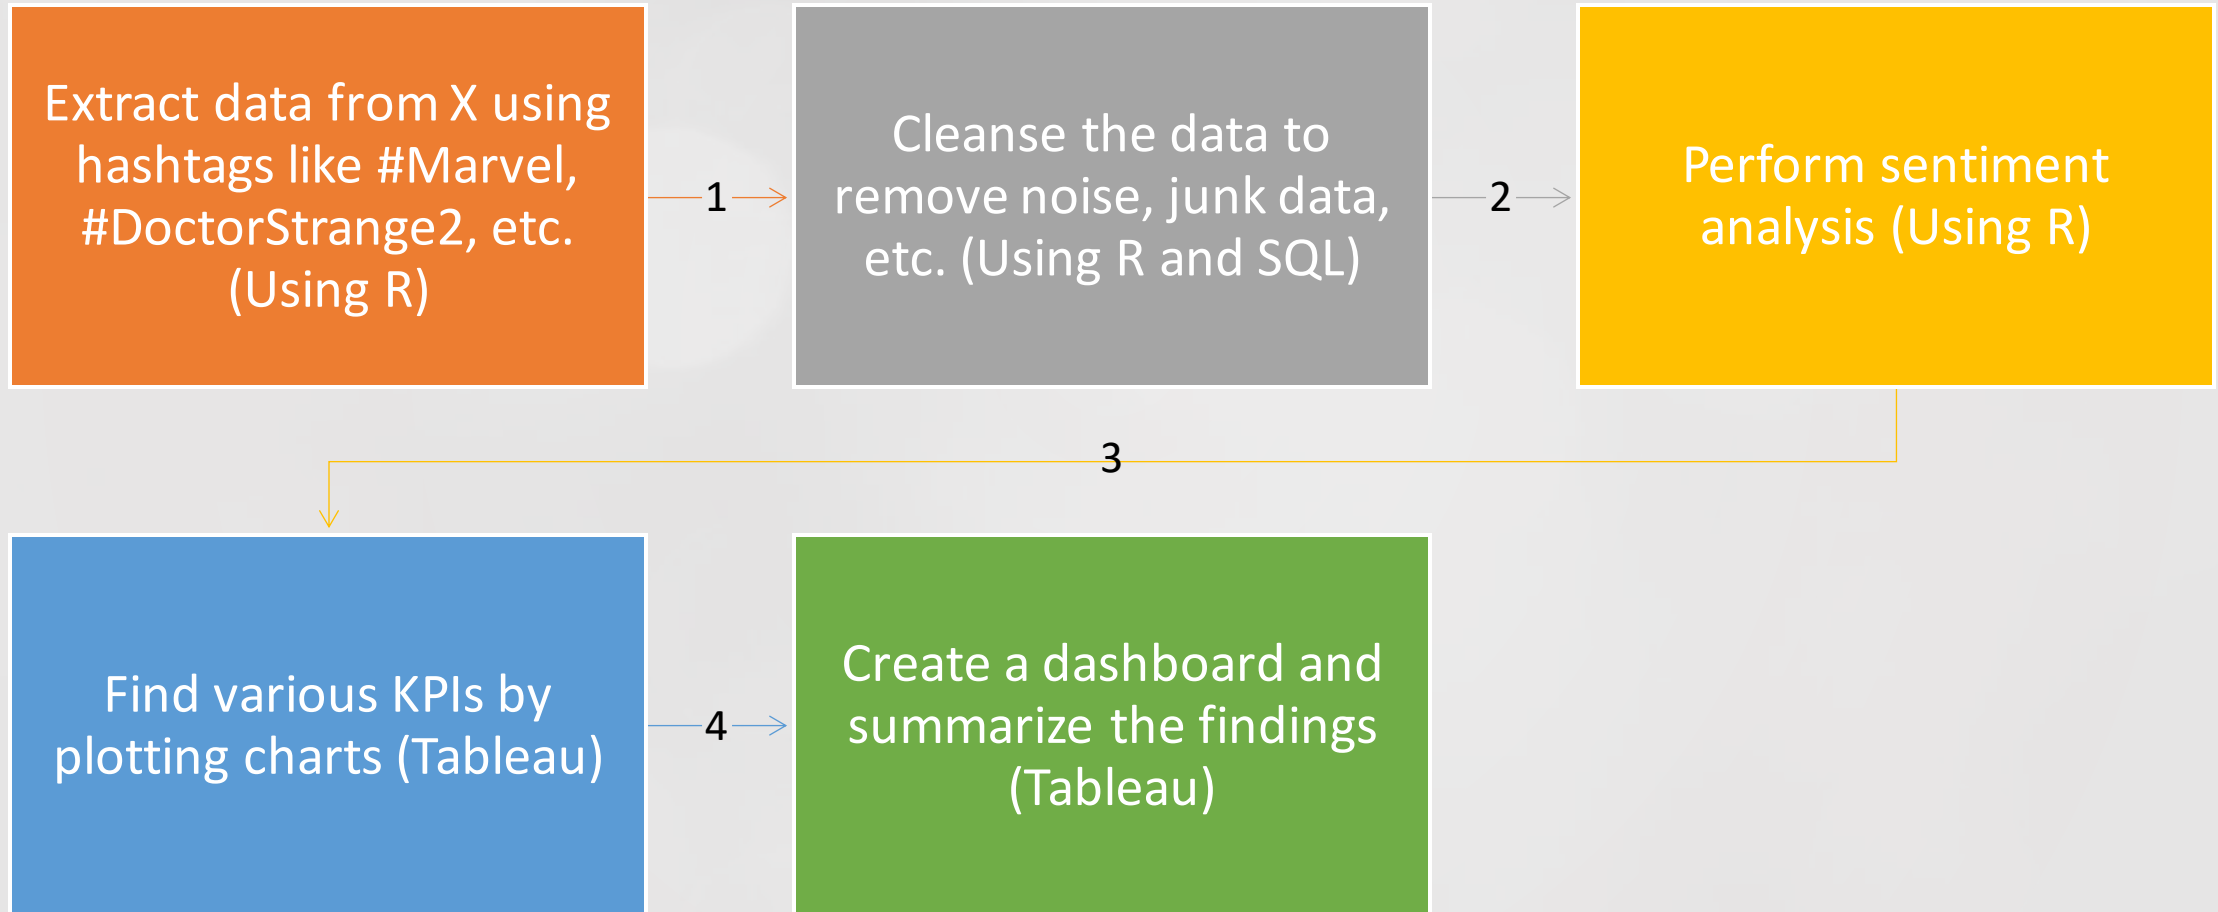 Extract data from X using
hashtags like #Marvel,
#DoctorStrange2, etc.
(Using R)
1
Cleanse the data to
remove noise, junk data,
etc. (Using R and SQL)
2
Perform sentiment
analysis (Using R)
3
Find various KPIs by
plotting charts (Tableau)
4
Create a dashboard and
summarize the findings
(Tableau)